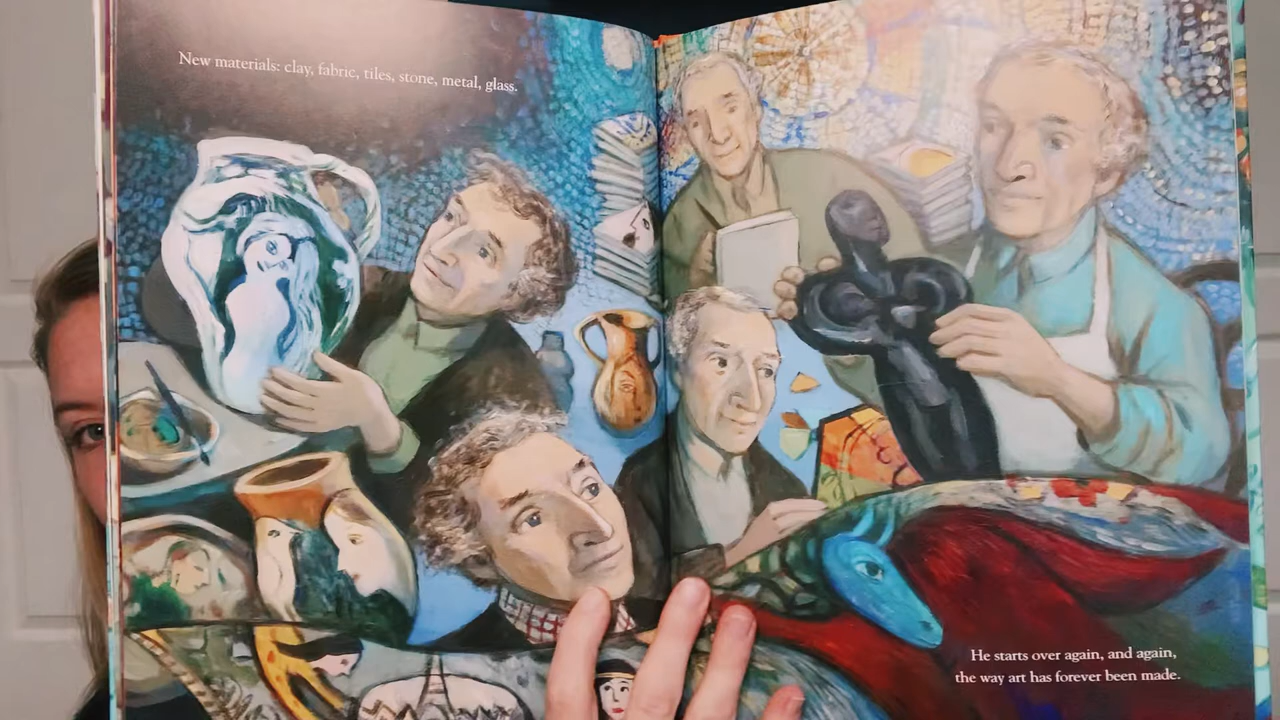 New materials: clay, fabric, tiles, stone, metal, glass.
He starts over again, and again,
the way art has forever been made.